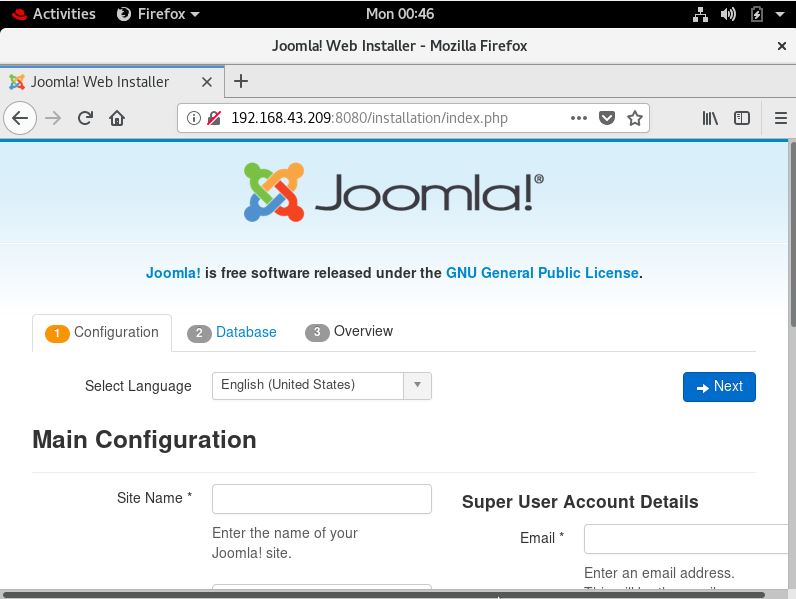 Activities Firefox Mon 00:46
Joomla! Web Installer - Mozilla Firefox
Joomla! Web Installer
192.168.43.209:8080/installation/index.php
Joomla!®
Joomla! is free software released under the GNU General Public License.
1 Configuration 2 Database 3 Overview
Select Language English (United States) Next
Main Configuration
Site Name *
Enter the name of your
Joomla! site.
Super User Account Details
Email *
Enter an email address.